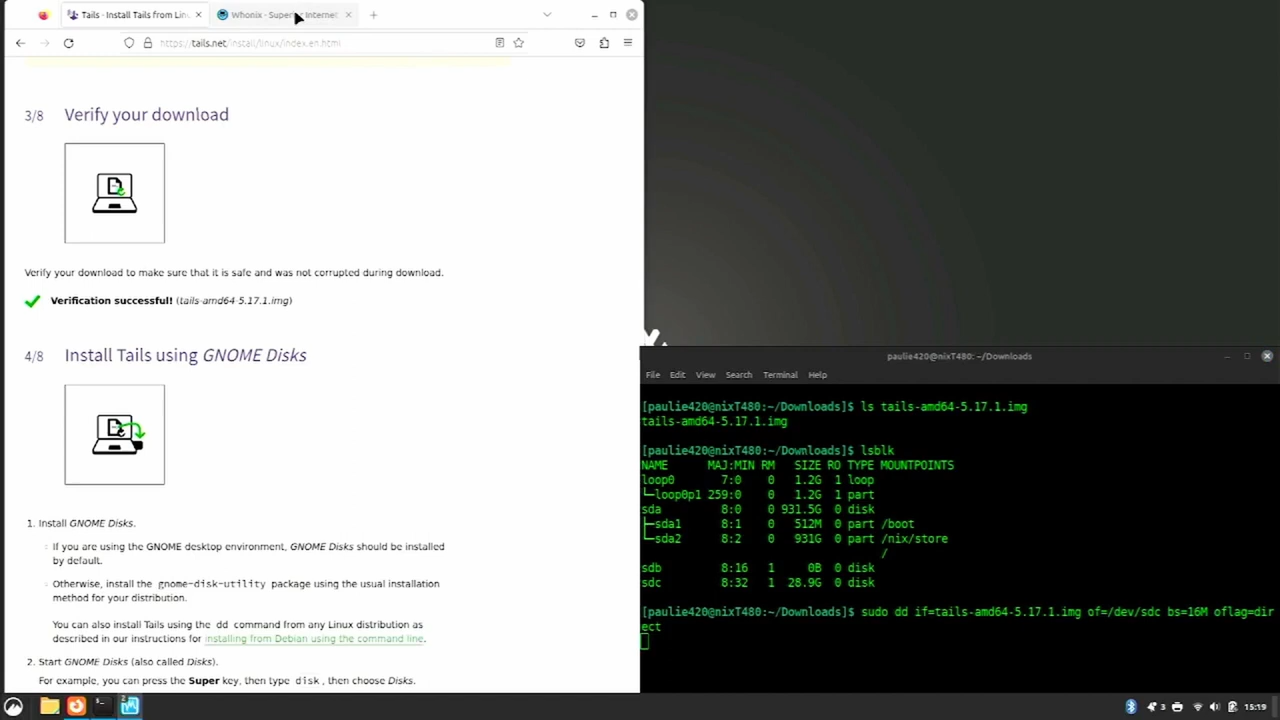 Tails - Install Tails from Lin
Whonix - Super Internet
https://tails.net/install/linux/index.en.html
3/8 Verify your download
Verify your download to make sure that it is safe and was not corrupted during download.
Verification successful! (tails-amd64-5.17.1.img)
4/8 Install Tails using GNOME Disks
1. Install GNOME Disks.
If you are using the GNOME desktop environment, GNOME Disks should be installed
by default.
Otherwise, install the gnome-disk-utility package using the usual installation
method for your distribution.
You can also install Tails using the dd command from any Linux distribution as
described in our instructions for installing from Debian using the command line.
2. Start GNOME Disks (also called Disks).
For example, you can press the Super key, then type disk, then choose Disks.
paulie420@nixT480: ~/Downloads
File Edit View Search Terminal Help
[paulie420@nixT480:~/Downloads]$ ls tails-amd64-5.17.1.img
tails-amd64-5.17.1.img
[paulie420@nixT480:~/Downloads]$ lsblk
NAME MAJ:MIN RM SIZE RO TYPE MOUNTPOINTS
loop0 7:0 0 1.2G 1 loop
└─loop0p1 259:0 0 1.2G 1 part
sda 8:0 0 931.5G 0 disk
├─sda1 8:1 0 512M 0 part /boot
└─sda2 8:2 0 931G 0 part /nix/store
/
sdb 8:16 1 0B 0 disk
sdc 8:32 1 28.9G 0 disk
[paulie420@nixT480:~/Downloads]$ sudo dd if=tails-amd64-5.17.1.img of=/dev/sdc bs=16M oflag=dir
ect
2
3
15:19